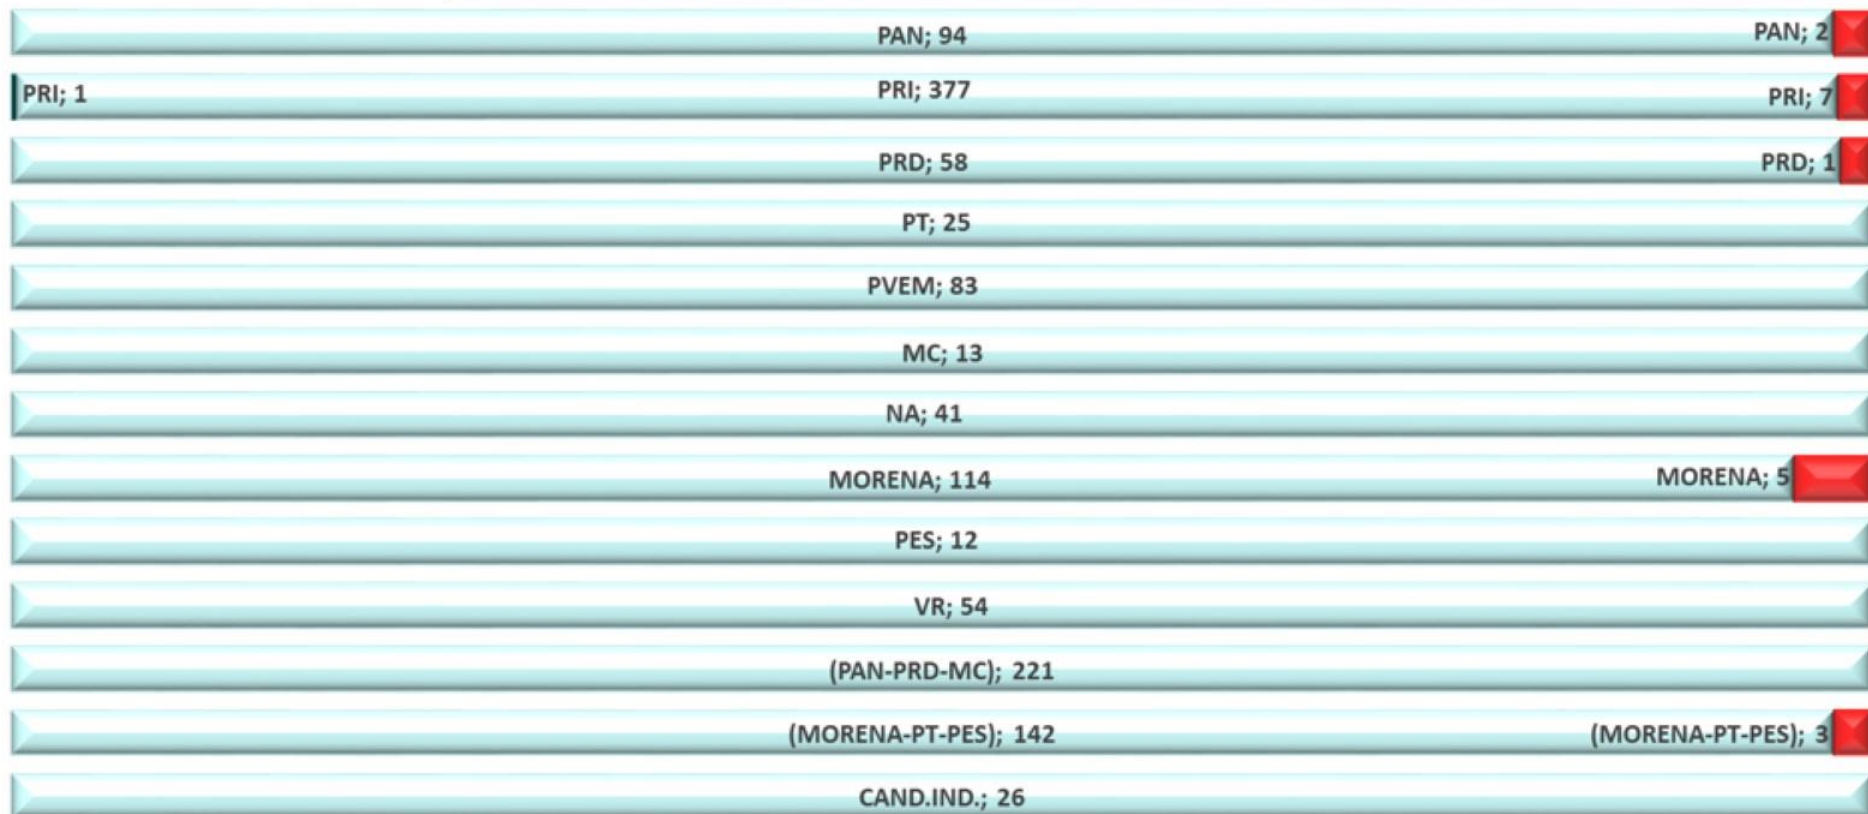 PAN; 94 PAN; 2
PRI; 1 PRI; 377 PRI; 7
PRD; 58 PRD; 1
PT; 25
PVEM; 83
MC; 13
NA; 41
MORENA; 114 MORENA; 5
PES; 12
VR; 54
(PAN-PRD-MC); 221
(MORENA-PT-PES); 142 (MORENA-PT-PES); 3
CAND.IND.; 26